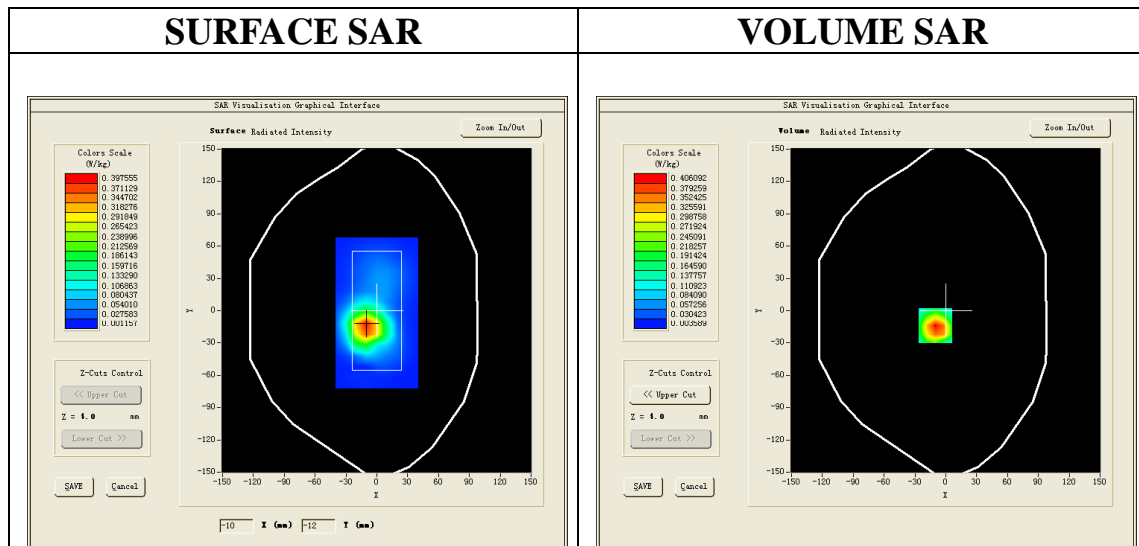 SURFACE SAR
VOLUME SAR
SAR Visualisation Graphical Interface
Surface Radiated Intensity
Zoom In/Out
Colors Scale
(W/kg)
0.397555
0.371129
0.344702
0.318276
0.291849
0.265423
0.238996
0.212569
0.186143
0.159716
0.133290
0.106863
0.080437
0.054010
0.027583
0.001157
Z-Cuts Control
<< Upper Cut
Z = 4.0 mm
Lower Cut >>
SAVE
Cancel
150
120
90
60
30
0
-30
-60
-90
-120
-150
Y
-150 -120 -90 -60 -30 0 30 60 90 120 150
X
-10 X (mm) -12 Y (mm)
SAR Visualisation Graphical Interface
Volume Radiated Intensity
Zoom In/Out
Colors Scale
(W/kg)
0.406092
0.379259
0.352425
0.325591
0.298758
0.271924
0.245091
0.218257
0.191424
0.164590
0.137757
0.110923
0.084090
0.057256
0.030423
0.003589
Z-Cuts Control
<< Upper Cut
Z = 4.0 mm
Lower Cut >>
SAVE
Cancel
150
120
90
60
30
0
-30
-60
-90
-120
-150
Y
-150 -120 -90 -60 -30 0 30 60 90 120 150
X